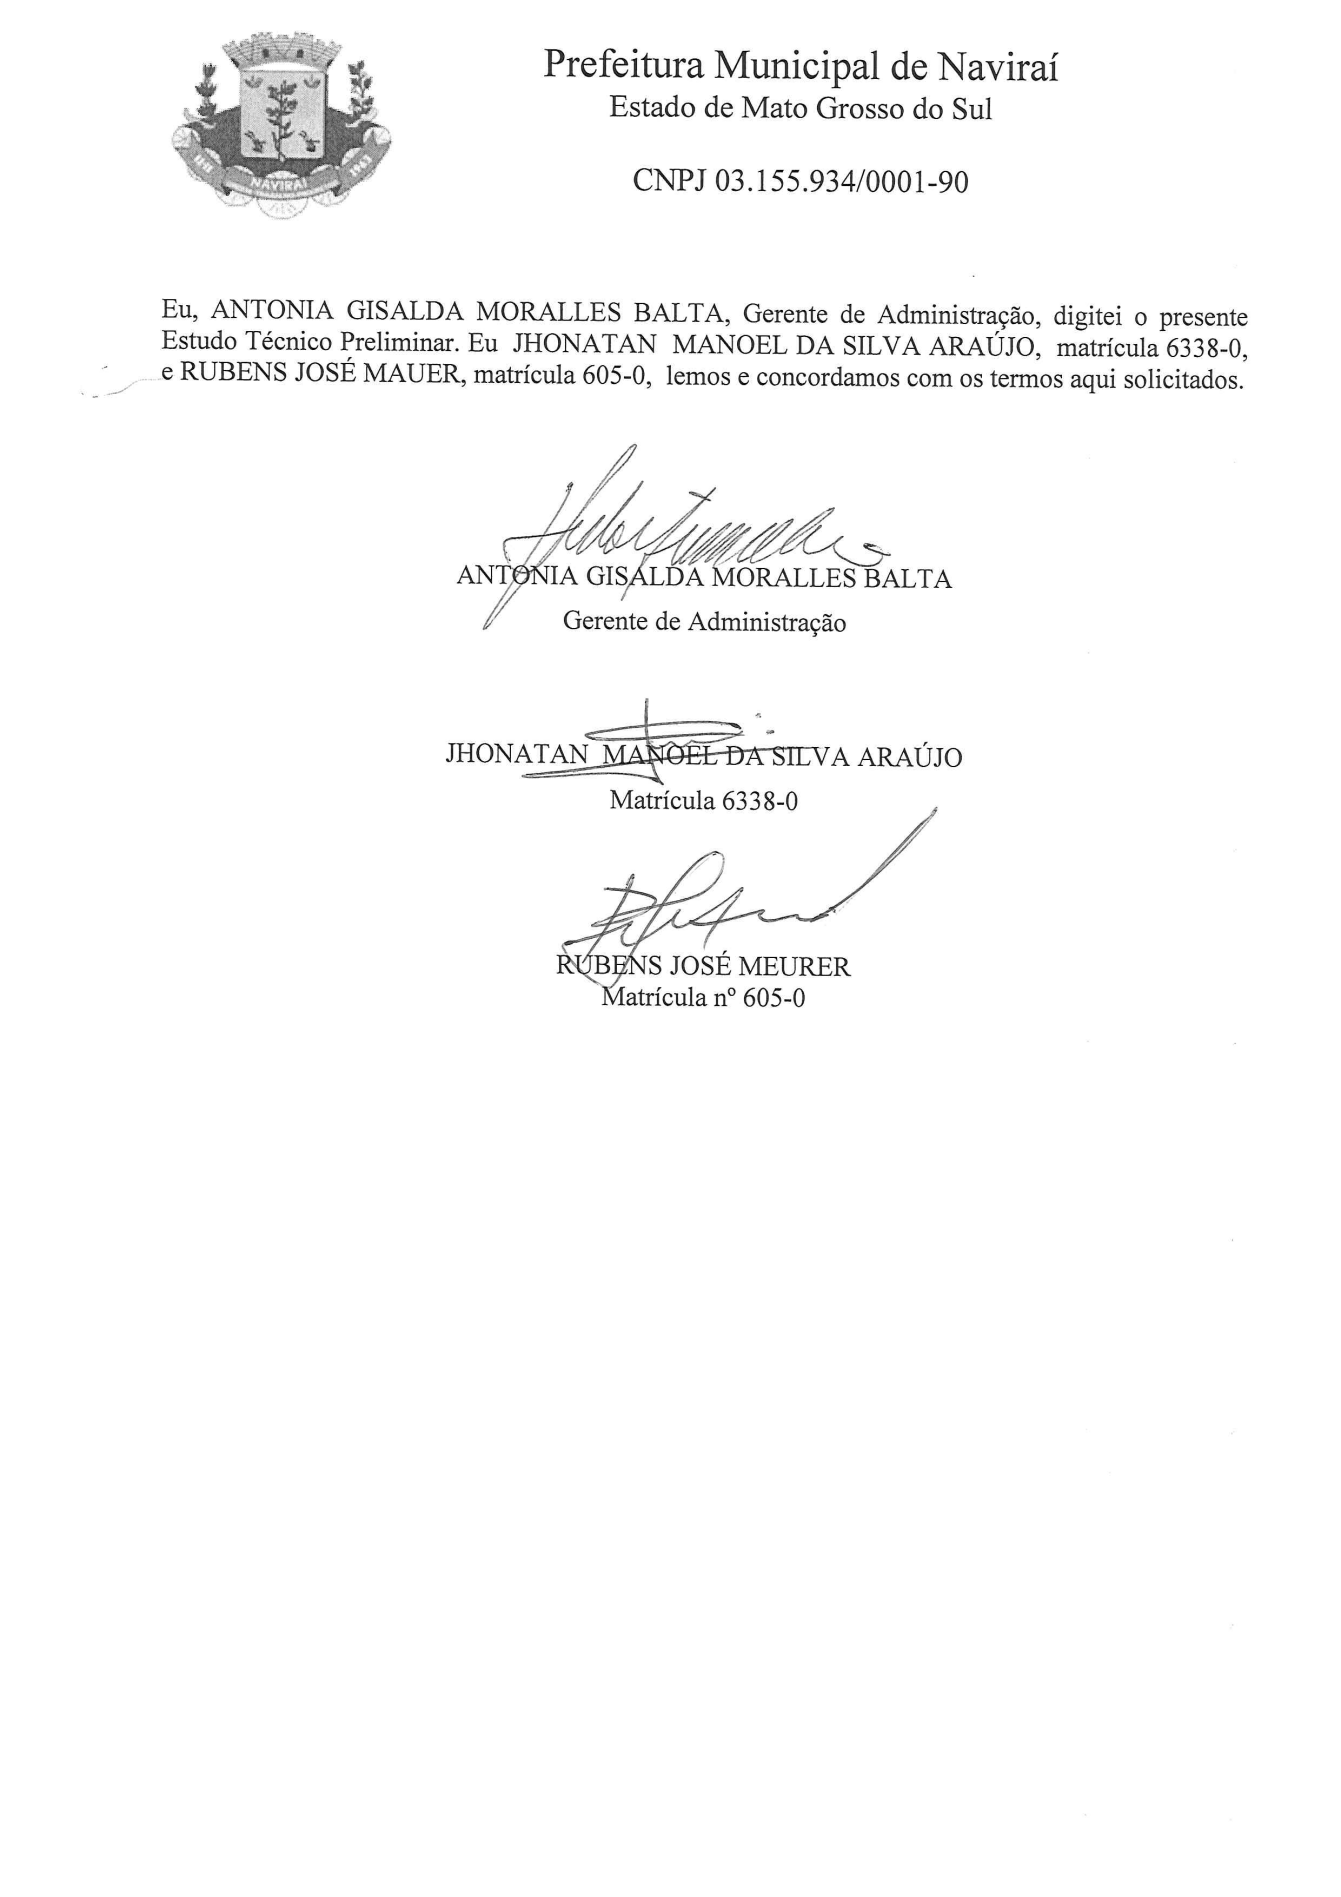 Prefeitura Municipal de Naviraí
Estado de Mato Grosso do Sul
CNPJ 03.155.934/0001-90
NAVIRAÍ
1963
Eu, ANTONIA GISALDA MORALLES BALTA, Gerente de Administração, digitei o presente
Estudo Técnico Preliminar. Eu JHONATAN MANOEL DA SILVA ARAÚJO, matrícula 6338-0,
e RUBENS JOSÉ MAUER, matrícula 605-0, lemos e concordamos com os termos aqui solicitados.
ANTONIA GISALDA MORALLES BALTA
Gerente de Administração
JHONATAN MANOEL DA SILVA ARAÚJO
Matrícula 6338-0
RUBENS JOSÉ MEURER
Matrícula nº 605-0